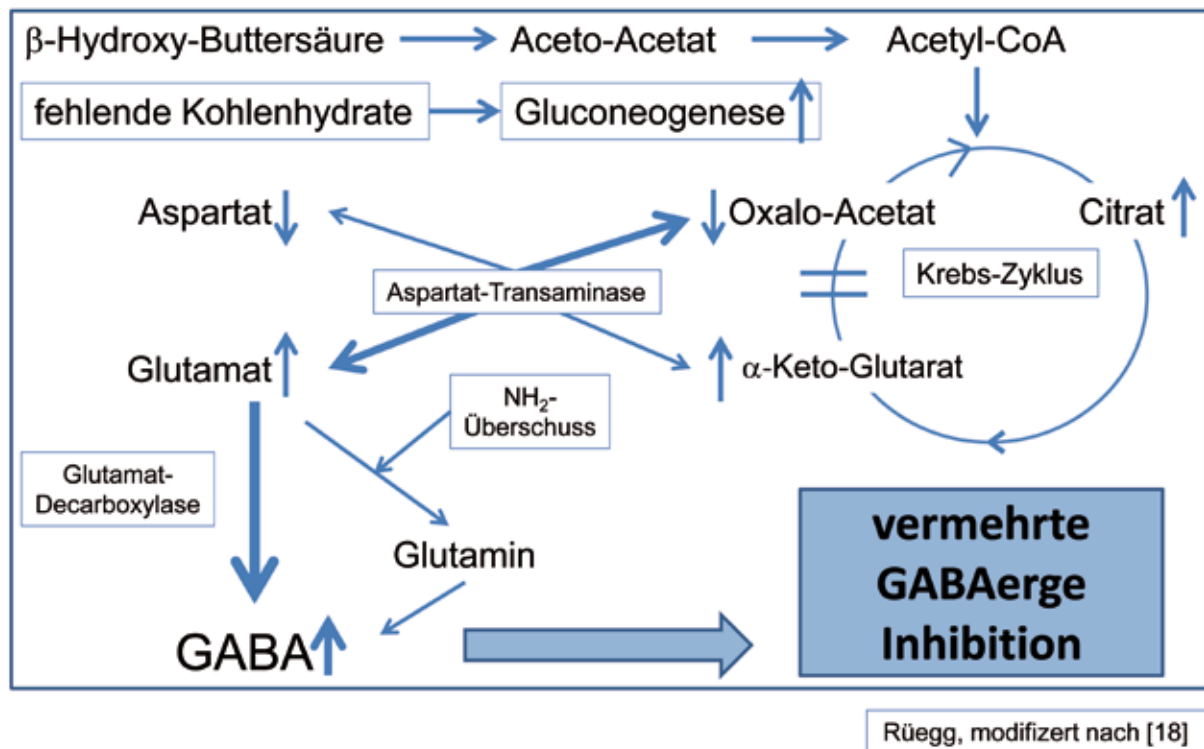 β-Hydroxy-Buttersäure
Aceto-Acetat
Acetyl-CoA
fehlende Kohlenhydrate
Gluconeogenese
Aspartat
Oxalo-Acetat
Citrat
Aspartat-Transaminase
Krebs-Zyklus
Glutamat
α-Keto-Glutarat
NH₂-
Überschuss
Glutamat-
Decarboxylase
Glutamin
GABA
vermehrte
GABAerge
Inhibition
Rüegg, modifizert nach [18]